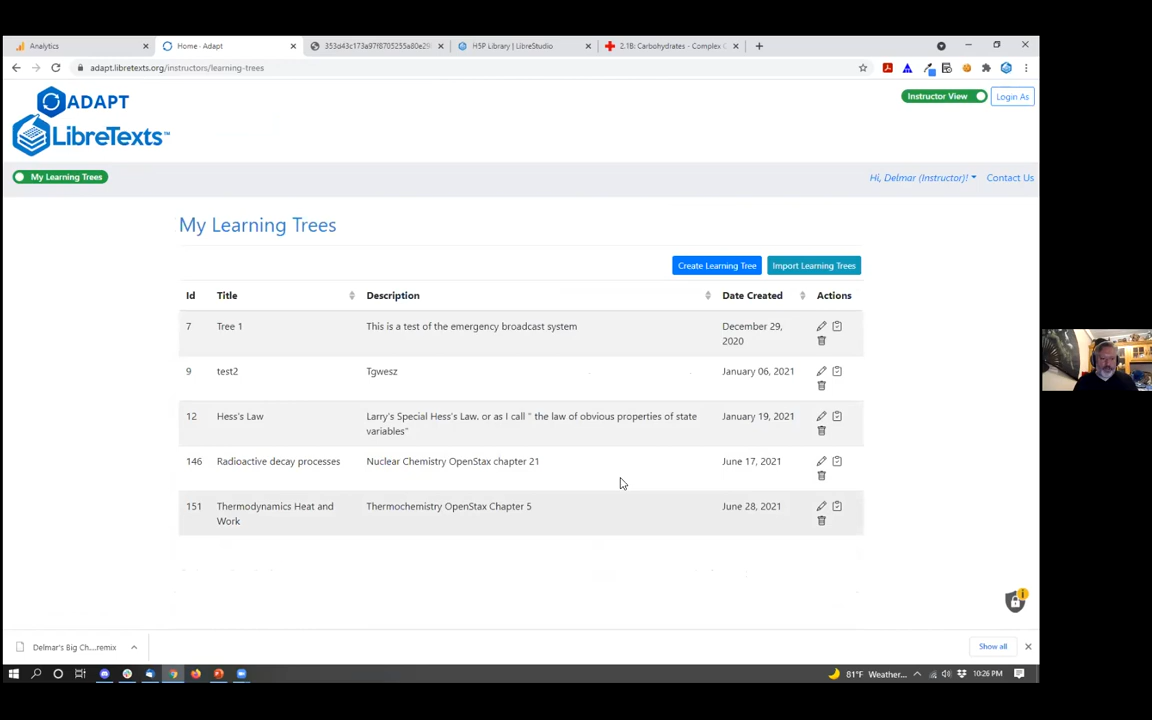 Analytics
Home - Adapt
353d43c173a97f8705255a80e29
H5P Library | LibreStudio
2.1B: Carbohydrates - Complex C
adapt.libretexts.org/instructors/learning-trees
ADAPT
LibreTexts™
Instructor View
Login As
My Learning Trees
Hi, Delmar (Instructor)!
Contact Us
My Learning Trees
Create Learning Tree
Import Learning Trees
Id Title Description Date Created Actions
7 Tree 1 This is a test of the emergency broadcast system December 29,
2020
9 test2 Tgwesz January 06, 2021
12 Hess's Law Larry's Special Hess's Law. or as I call " the law of obvious properties of state January 19, 2021
variables"
146 Radioactive decay processes Nuclear Chemistry OpenStax chapter 21 June 17, 2021
151 Thermodynamics Heat and Thermochemistry OpenStax Chapter 5 June 28, 2021
Work
Delmar's Big Ch....remix
Show all
81°F Weather...
10:26 PM